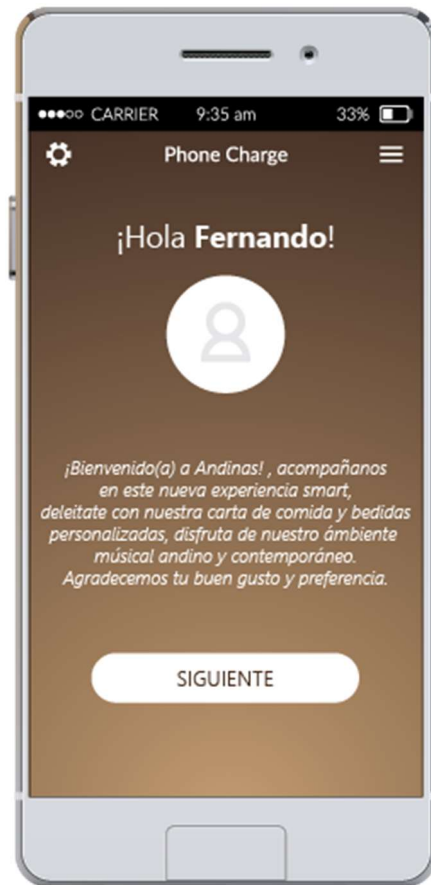 CARRIER 9:35 am 33%
Phone Charge
¡Hola Fernando!
¡Bienvenido(a) a Andinas! , acompañanos
en este nueva experiencia smart,
deleitate con nuestra carta de comida y bedidas
personalizadas, disfruta de nuestro ámbiente
músical andino y contemporáneo.
Agradecemos tu buen gusto y preferencia.
SIGUIENTE